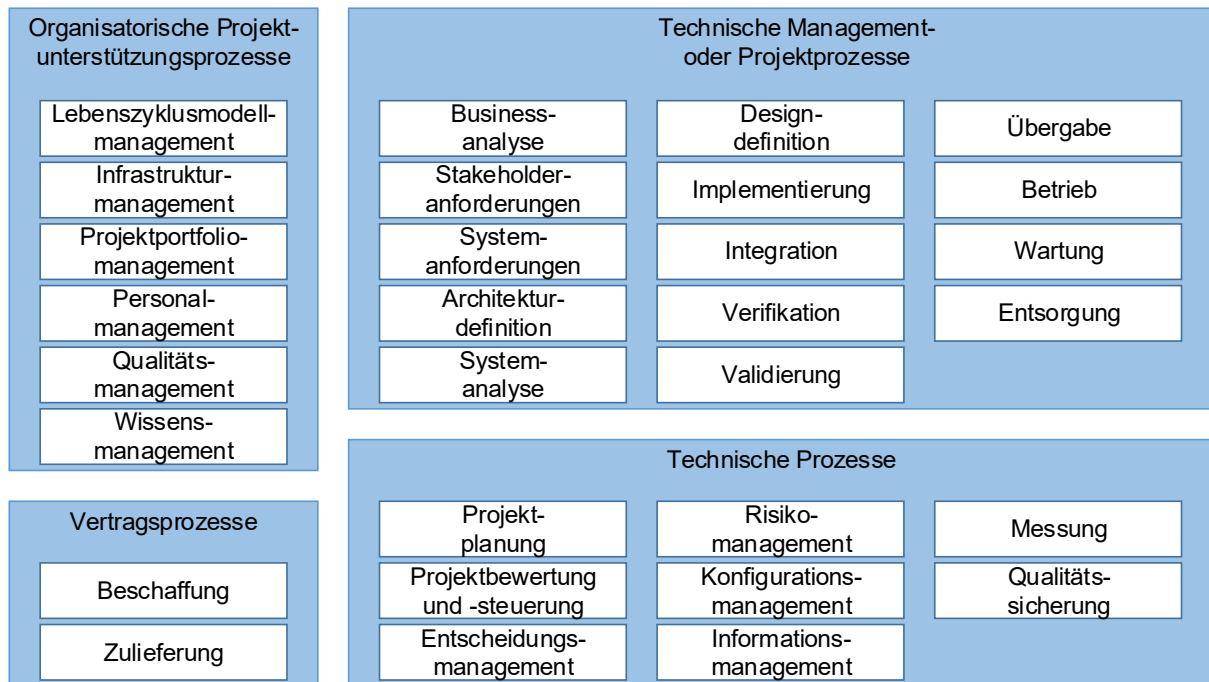 Organisatorische Projekt-
unterstützungsprozesse
Lebenszyklusmodell-
management
Infrastruktur-
management
Projektportfolio-
management
Personal-
management
Qualitäts-
management
Wissens-
management
Vertragsprozesse
Beschaffung
Zulieferung
Technische Management-
oder Projektprozesse
Business-
analyse
Stakeholder-
anforderungen
System-
anforderungen
Architektur-
definition
System-
analyse
Design-
definition
Implementierung
Integration
Verifikation
Validierung
Übergabe
Betrieb
Wartung
Entsorgung
Technische Prozesse
Projekt-
planung
Projektbewertung
und -steuerung
Entscheidungs-
management
Risiko-
management
Konfigurations-
management
Informations-
management
Messung
Qualitäts-
sicherung